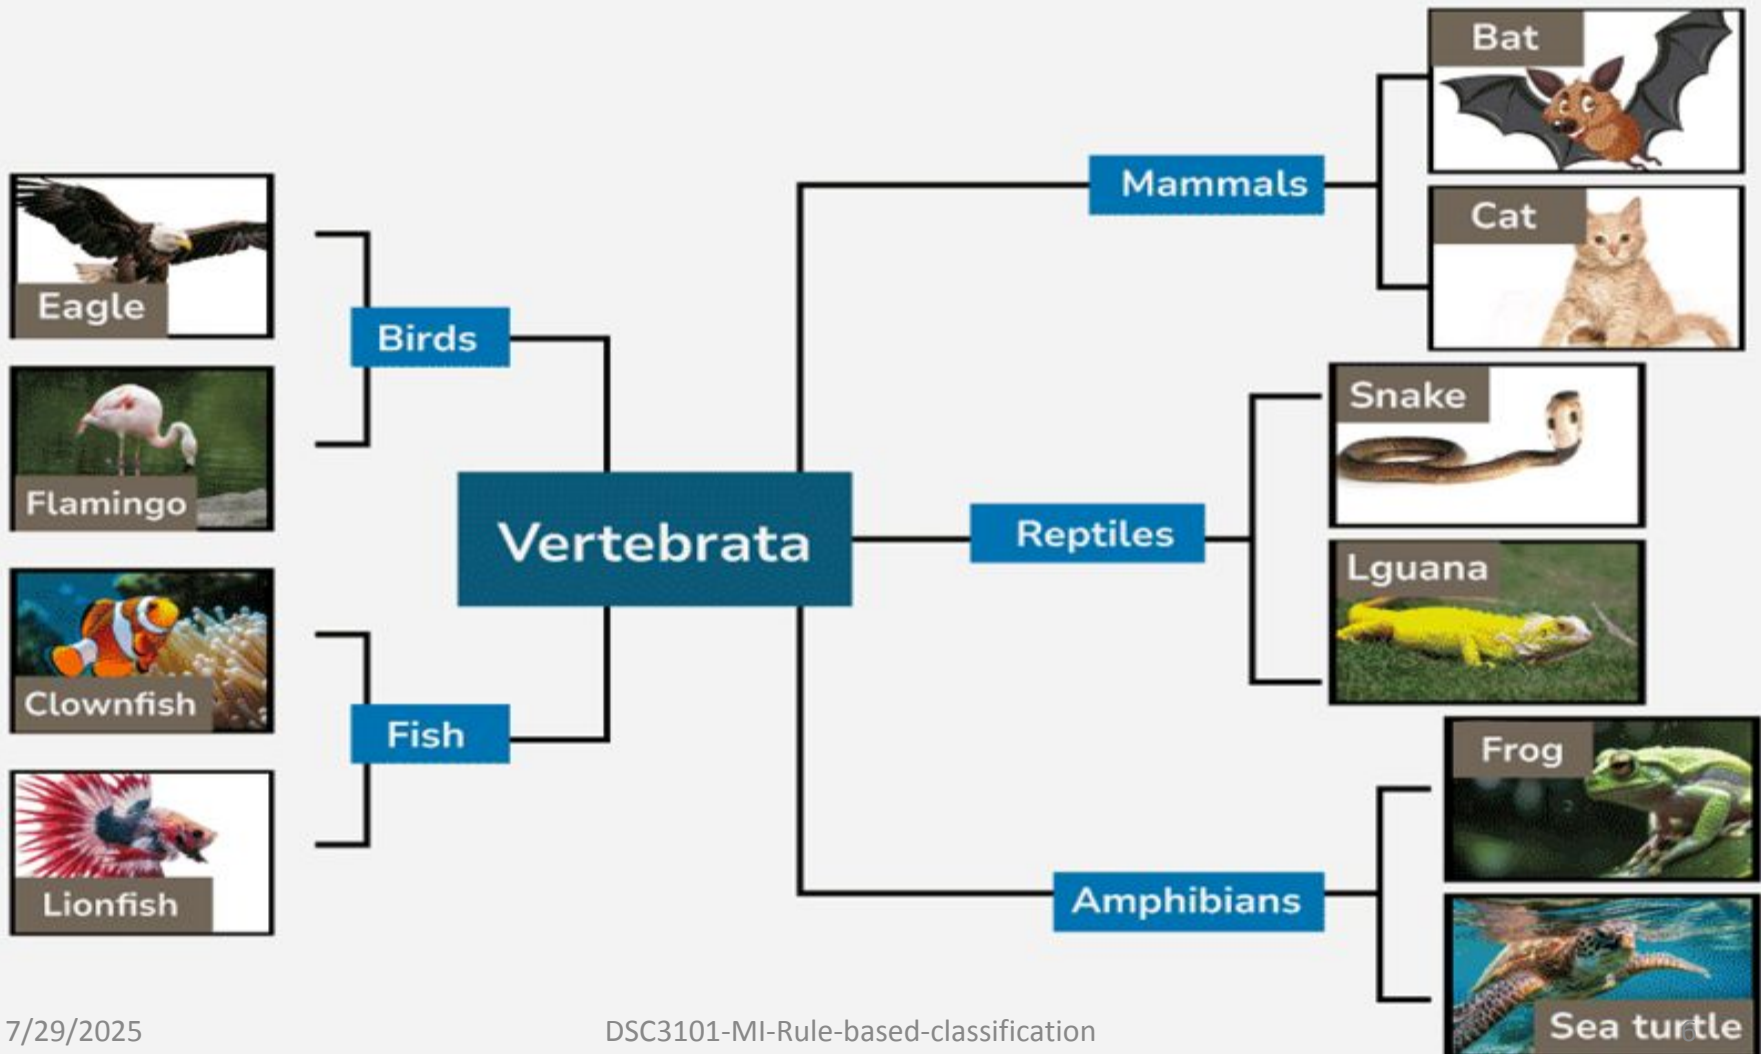 Vertebrata
Birds
Eagle
Flamingo
Fish
Clownfish
Lionfish
Mammals
Bat
Cat
Reptiles
Snake
Lguana
Amphibians
Frog
Sea turtle
7/29/2025
DSC3101-MI-Rule-based-classification